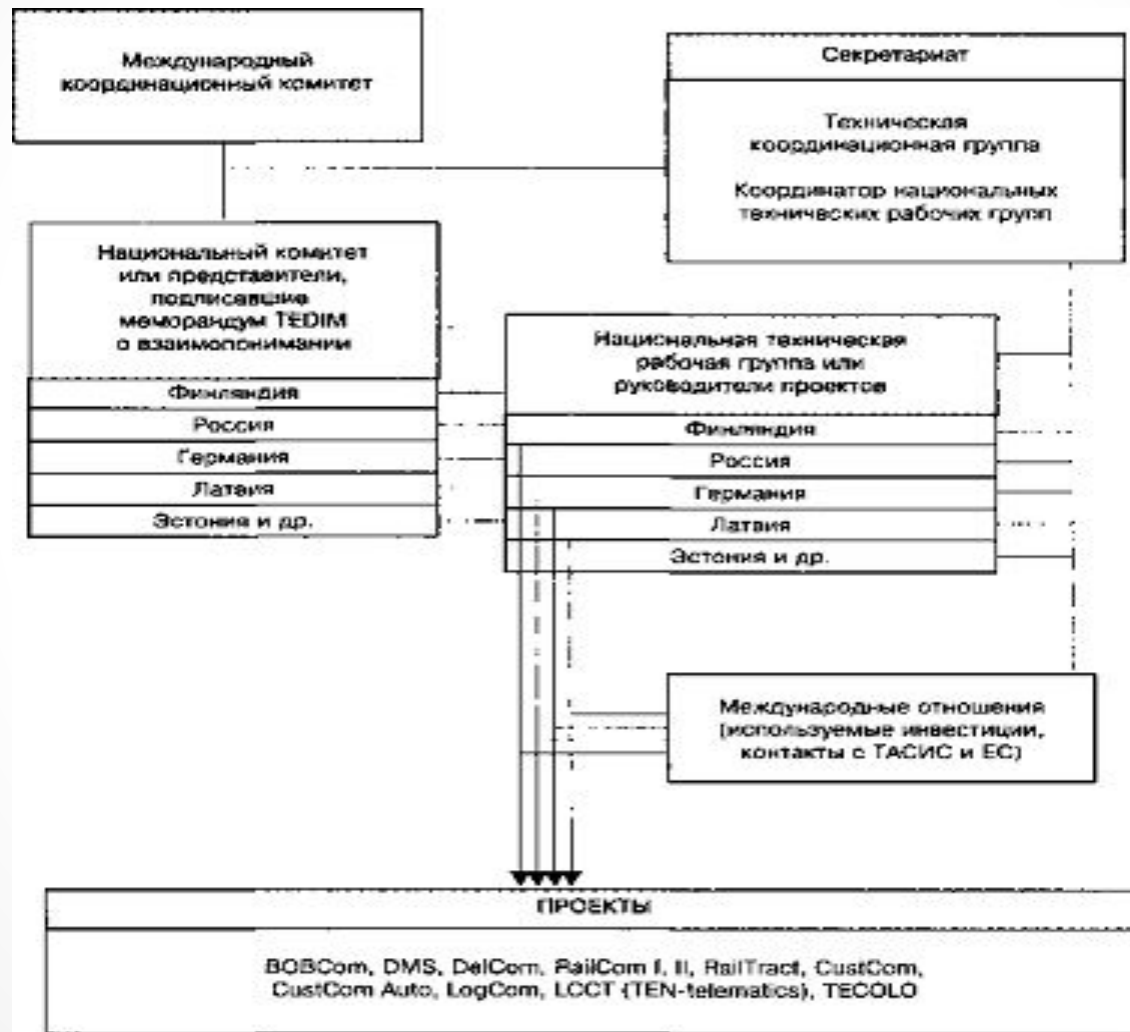 Международный
координационный комитет
Секретариат
Техническая
координационная группа
Координатор национальных
технических рабочих групп
Национальный комитет
или представители,
подписавшие
меморандум TEDIM
о взаимопонимании
Финляндия
Россия
Германия
Латвия
Эстония и др.
Национальная техническая
рабочая группа или
руководители проектов
Финляндия
Россия
Германия
Латвия
Эстония и др.
Международные отношения
(используемые инвестиции,
контакты с ТАСИС и ЕС)
ПРОЕКТЫ
BOBCom, DMS, DelCom, RailCom I, II, RailTract, CustCom,
CustCom Auto, LogCom, LCCT (TEN-telematics), TECOLO